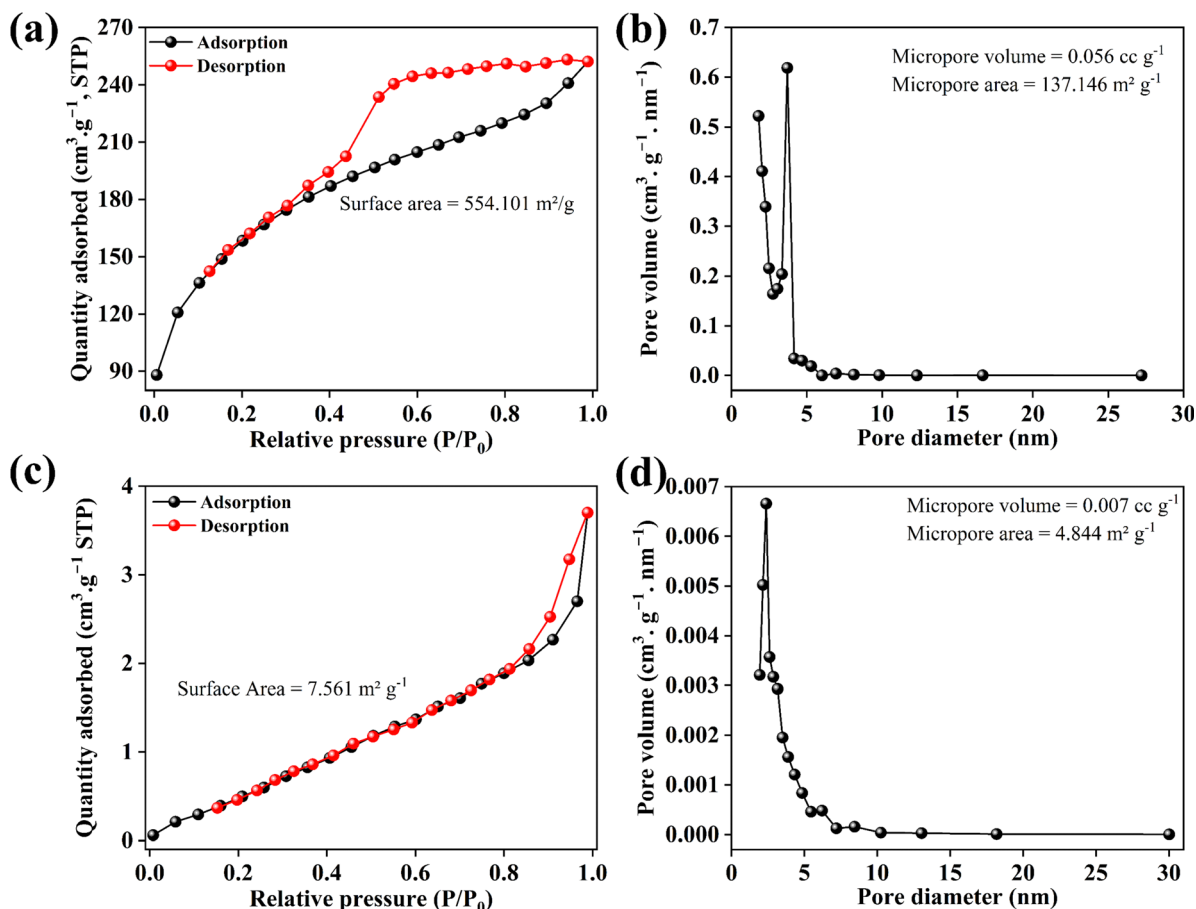 (a)
270
240
210
180
150
120
90
Quantity adsorbed (cm³.g⁻¹, STP)
Adsorption
Desorption
Surface area = 554.101 m²/g
0.0 0.2 0.4 0.6 0.8 1.0
Relative pressure (P/P₀)
(b)
0.7
0.6
0.5
0.4
0.3
0.2
0.1
0.0
Pore volume (cm³. g⁻¹. nm⁻¹)
Micropore volume = 0.056 cc g⁻¹
Micropore area = 137.146 m² g⁻¹
0 5 10 15 20 25 30
Pore diameter (nm)
(c)
4
3
2
1
0
Quantity adsorbed (cm³.g⁻¹ STP)
Adsorption
Desorption
Surface Area = 7.561 m² g⁻¹
0.0 0.2 0.4 0.6 0.8 1.0
Relative pressure (P/P₀)
(d)
0.007
0.006
0.005
0.004
0.003
0.002
0.001
0.000
Pore volume (cm³. g⁻¹. nm⁻¹)
Micropore volume = 0.007 cc g⁻¹
Micropore area = 4.844 m² g⁻¹
0 5 10 15 20 25 30
Pore diameter (nm)